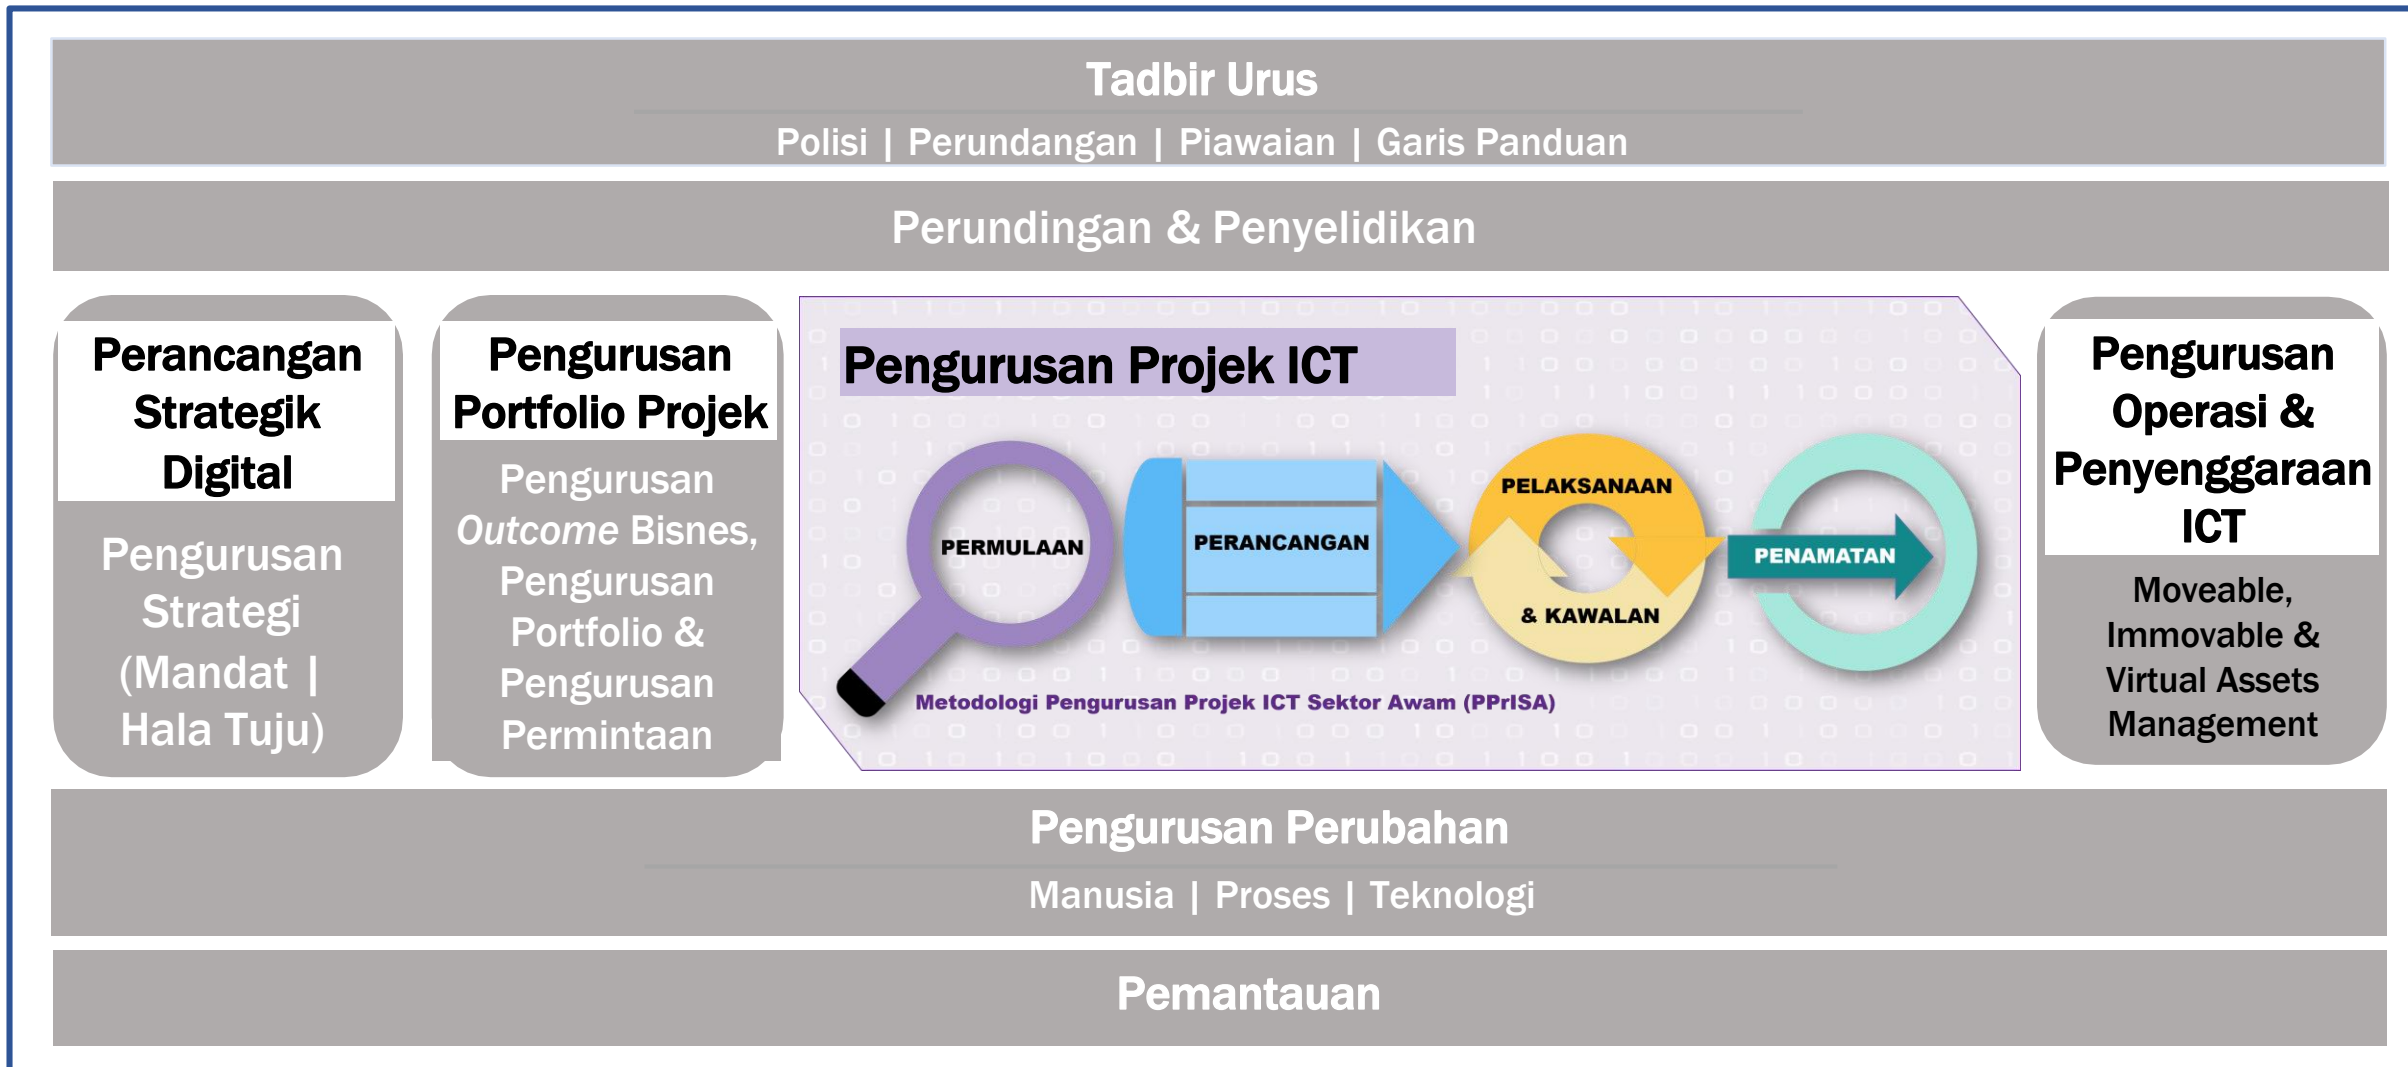 Tadbir Urus
Polisi | Perundangan | Piawaian | Garis Panduan
Perundingan & Penyelidikan
Perancangan
Strategik
Digital
Pengurusan
Strategi
(Mandat |
Hala Tuju)
Pengurusan
Portfolio Projek
Pengurusan
Outcome Bisnes,
Pengurusan
Portfolio &
Pengurusan
Permintaan
Pengurusan Projek ICT
PERMULAAN
PERANCANGAN
PELAKSANAAN
& KAWALAN
PENAMATAN
Metodologi Pengurusan Projek ICT Sektor Awam (PPrISA)
Pengurusan
Operasi &
Penyenggaraan
ICT
Moveable,
Immovable &
Virtual Assets
Management
Pengurusan Perubahan
Manusia | Proses | Teknologi
Pemantauan